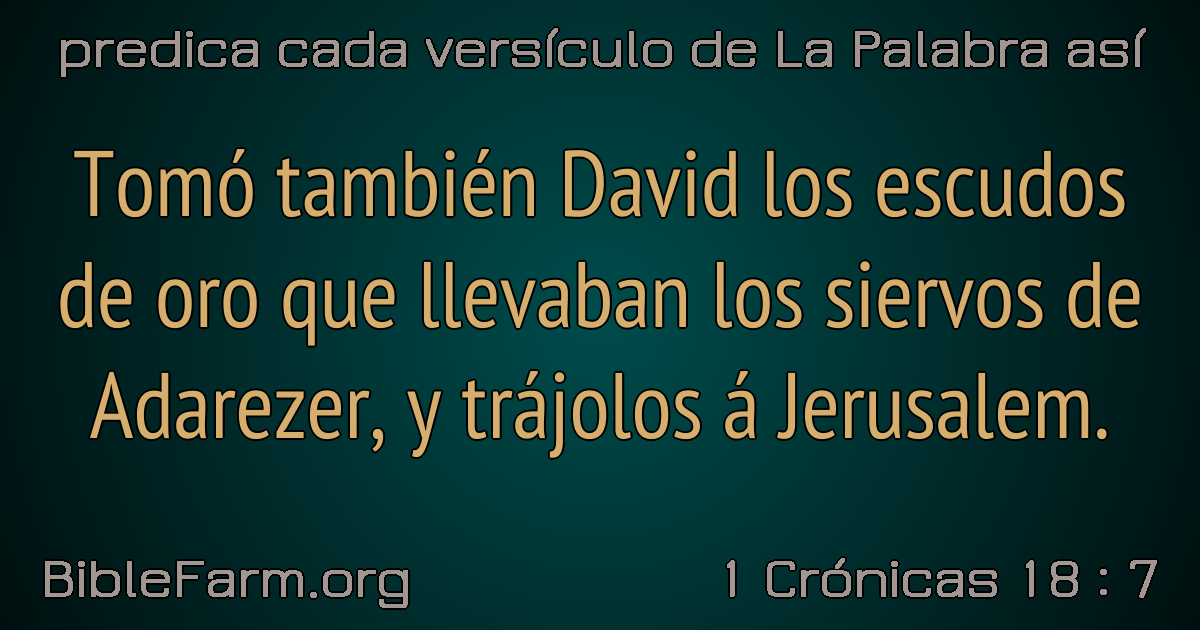 predica cada versículo de La Palabra así
Tomó también David los escudos
de oro que llevaban los siervos de
Adarezer, y trájolos á Jerusalem.
BibleFarm.org
1 Crónicas 18 : 7